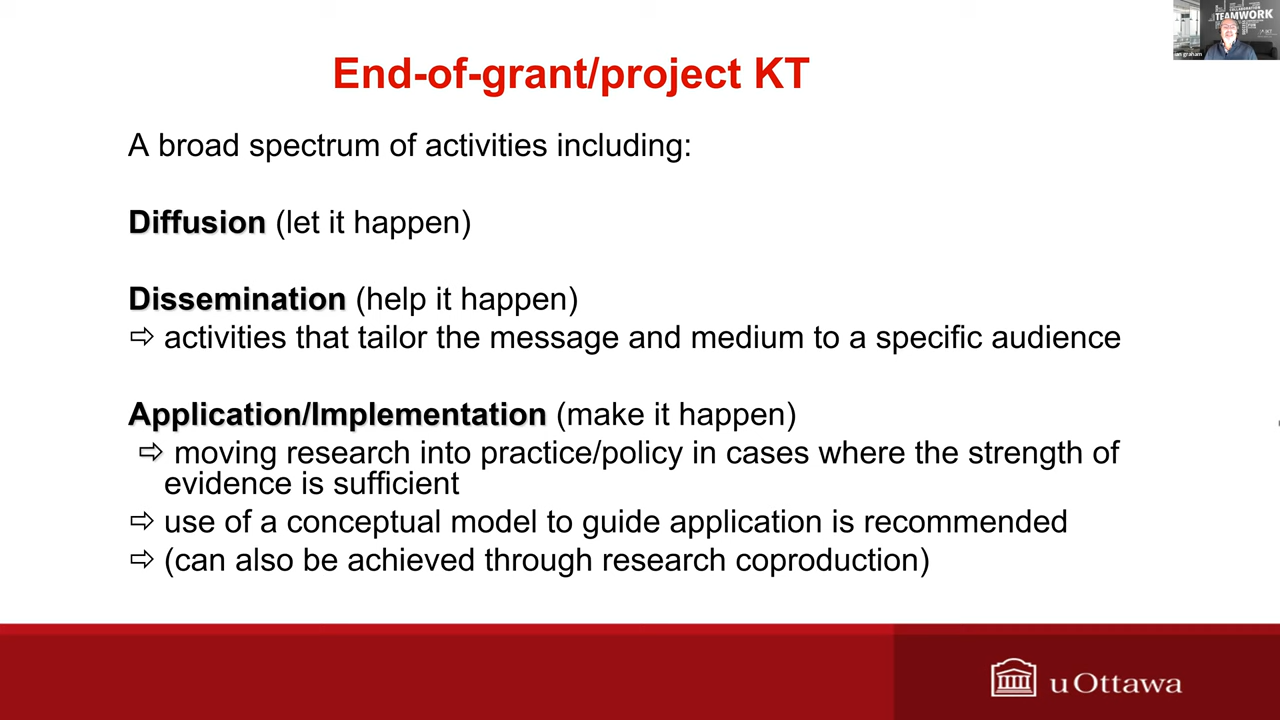 End-of-grant/project KT
A broad spectrum of activities including:
Diffusion (let it happen)
Dissemination (help it happen)
⇨ activities that tailor the message and medium to a specific audience
Application/Implementation (make it happen)
⇨ moving research into practice/policy in cases where the strength of
evidence is sufficient
⇨ use of a conceptual model to guide application is recommended
⇨ (can also be achieved through research coproduction)
uOttawa
COLLABORATION
TEAMWORK
graham